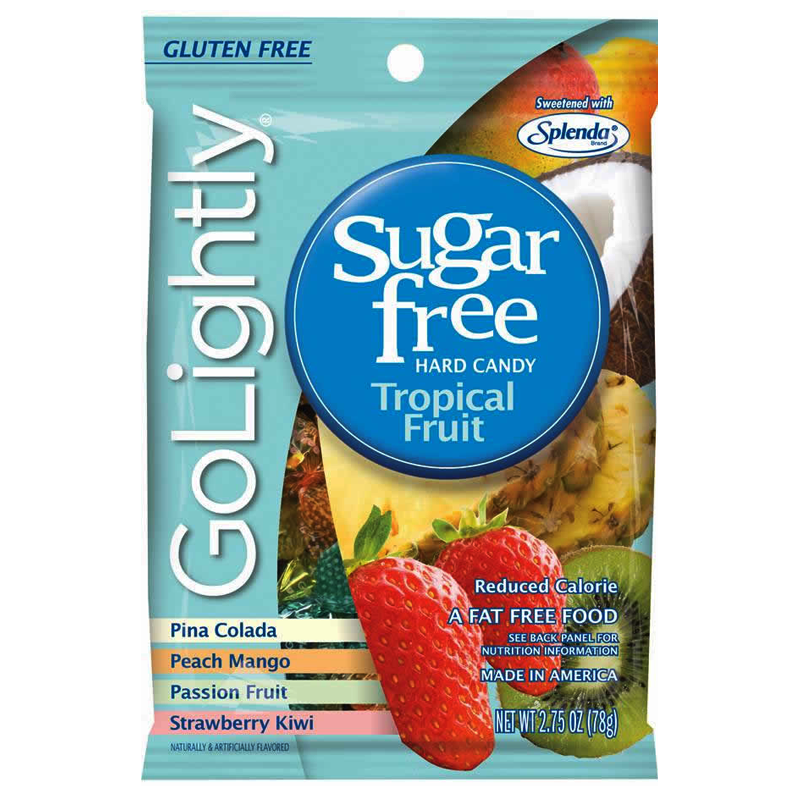 GLUTEN FREE
Sweetened with
Splenda®
Brand
GoLightly®
Sugar
free
HARD CANDY
Tropical
Fruit
Reduced Calorie
A FAT FREE FOOD
SEE BACK PANEL FOR
NUTRITION INFORMATION
MADE IN AMERICA
NET WT 2.75 OZ (78g)
Pina Colada
Peach Mango
Passion Fruit
Strawberry Kiwi
NATURALLY & ARTIFICIALLY FLAVORED